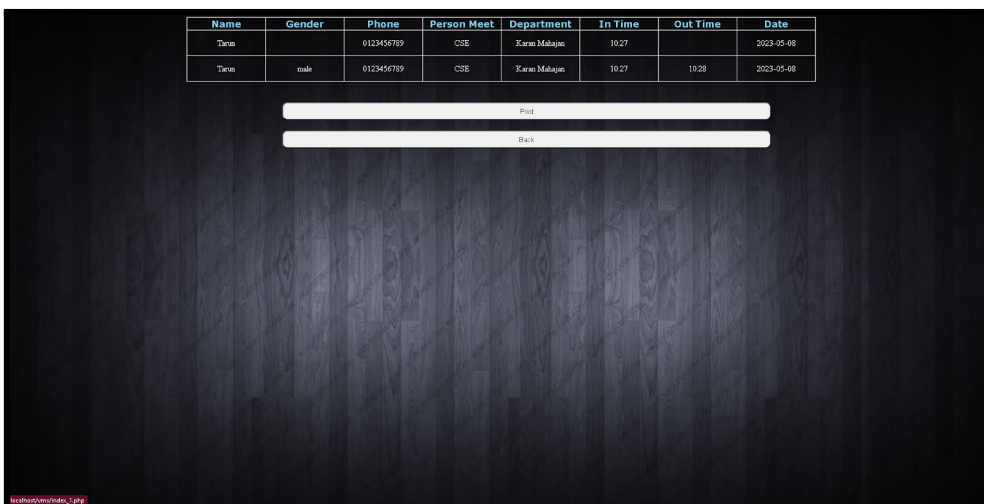 Name Gender Phone Person Meet Department In Time Out Time Date
Tarun 0123456789 CSE Karan Mahajan 10:27 2023-05-08
Tarun male 0123456789 CSE Karan Mahajan 10:27 10:28 2023-05-08
Print
Back
localhost/vms/index_1.php